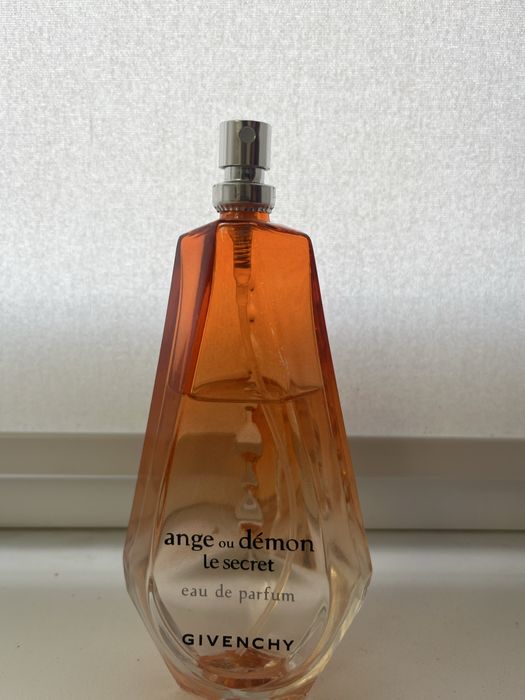 ange ou démon
le secret
eau de parfum
GIVENCHY